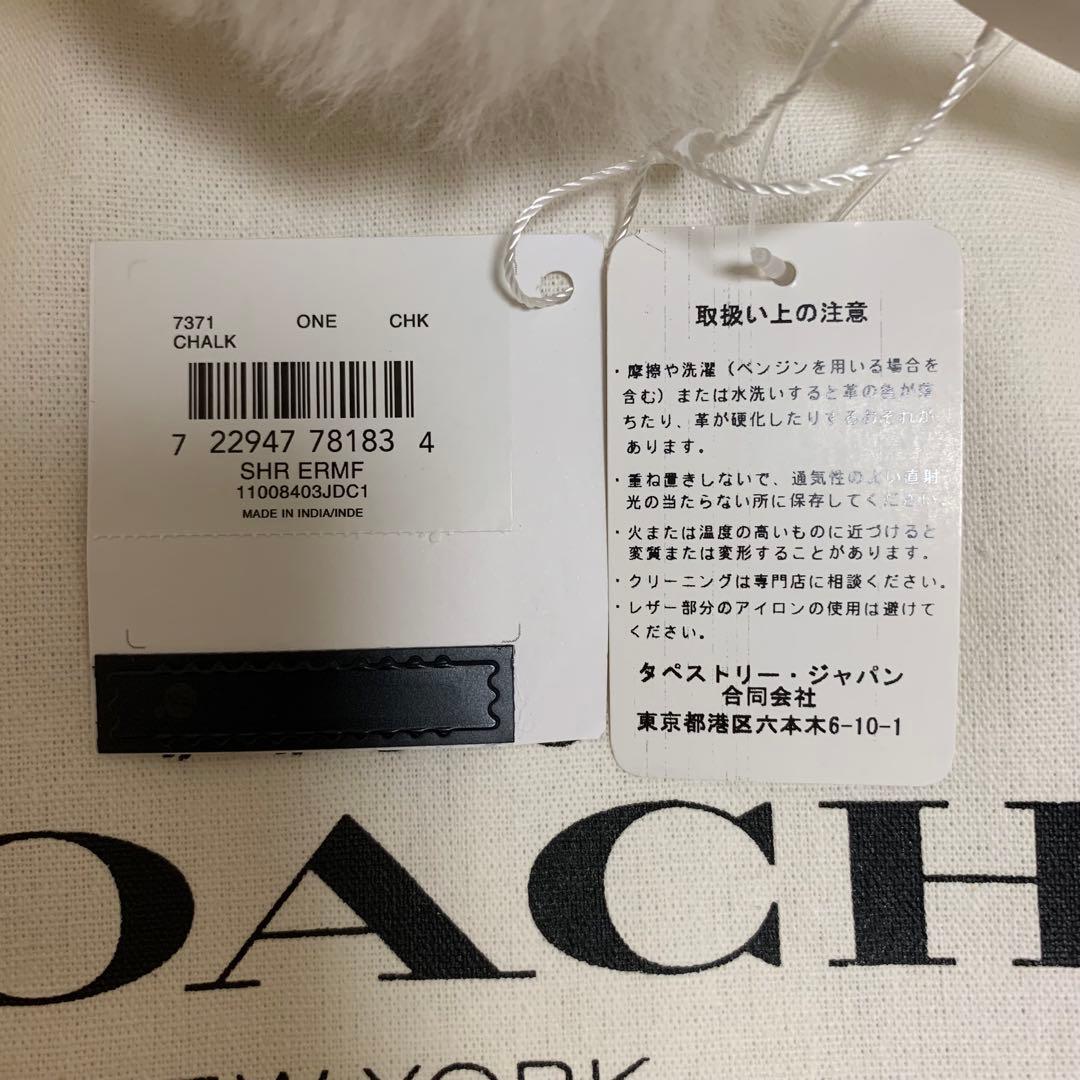 7371 ONE CHK
CHALK
7 22947 78183 4
SHR ERMF
11008403JDC1
MADE IN INDIA/INDE
取扱い上の注意
・摩擦や洗濯（ベンジンを用いる場合を
含む）または水洗いすると革の色が落
ちたり、革が硬化したりするおそれが
あります。
・重ね置きしないで、通気性のよい直射
光の当たらない所に保存してください
・火または温度の高いものに近づけると
変質または変形することがあります。
・クリーニングは専門店に相談ください。
・レザー部分のアイロンの使用は避けて
ください。
タペストリー・ジャパン
合同会社
東京都港区六本木6-10-1
OACH
EW YORK